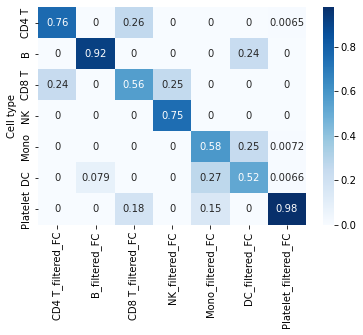 Cell type
CD4 T 0.76 0 0.26 0 0 0 0.0065
B 0 0.92 0 0 0 0.24 0
CD8 T 0.24 0 0.56 0.25 0 0 0
NK 0 0 0 0.75 0 0 0
Mono 0 0 0 0 0.58 0.25 0.0072
DC 0 0.079 0 0 0.27 0.52 0.0066
Platelet 0 0 0.18 0 0.15 0 0.98
CD4 T_filtered_FC
B_filtered_FC
CD8 T_filtered_FC
NK_filtered_FC
Mono_filtered_FC
DC_filtered_FC
Platelet_filtered_FC
0.8
0.6
0.4
0.2
0.0